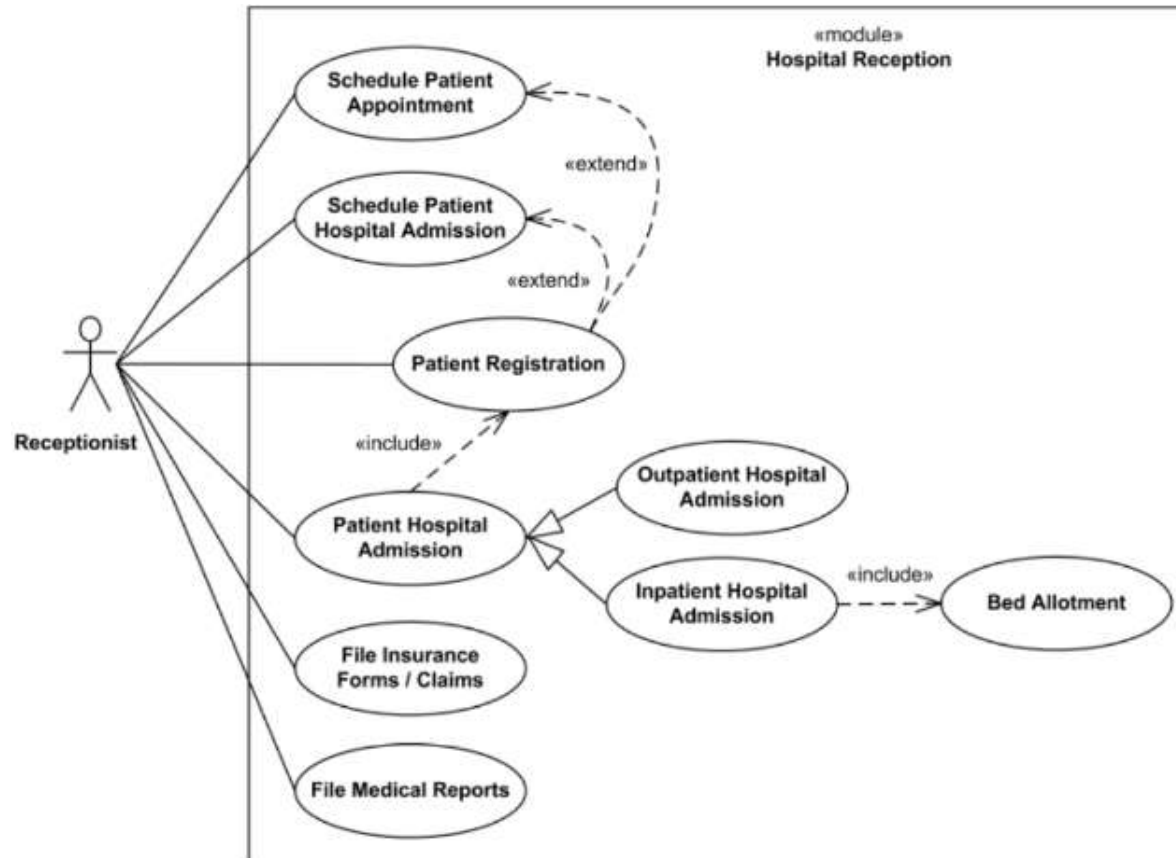 «module»
Hospital Reception
Schedule Patient
Appointment
«extend»
Schedule Patient
Hospital Admission
«extend»
Patient Registration
Receptionist
«include»
Outpatient Hospital
Admission
Patient Hospital
Admission
«include»
Inpatient Hospital
Admission
Bed Allotment
File Insurance
Forms / Claims
File Medical Reports